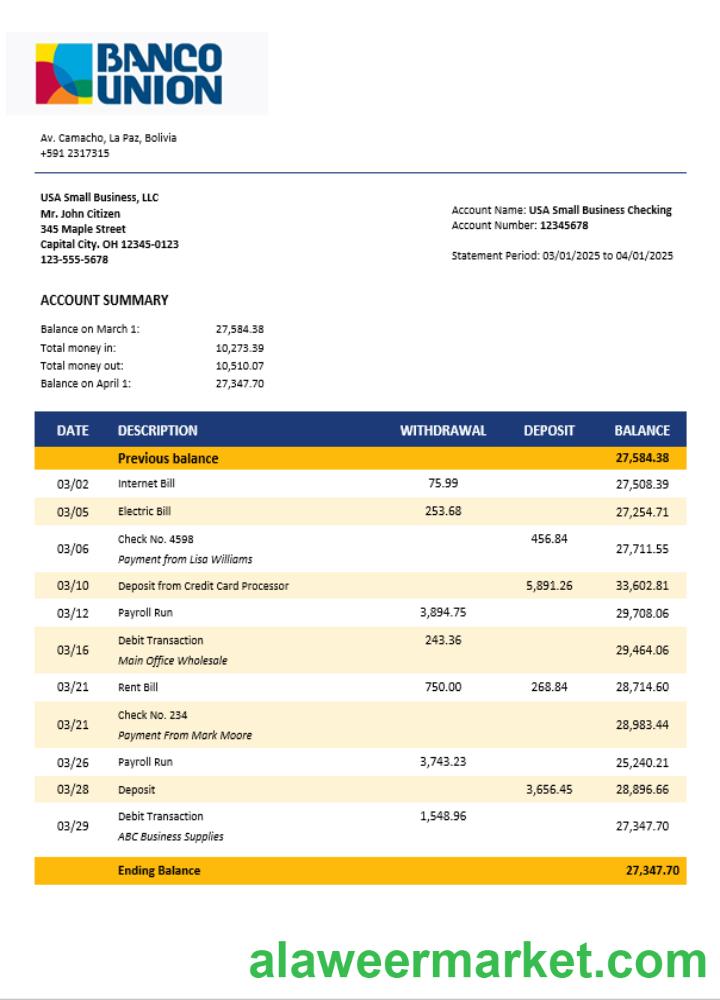 BANCO
UNION
Av. Camacho, La Paz, Bolivia
+591 2317315
USA Small Business, LLC
Mr. John Citizen
345 Maple Street
Capital City. OH 12345-0123
123-555-5678
Account Name: USA Small Business Checking
Account Number: 12345678
Statement Period: 03/01/2025 to 04/01/2025
ACCOUNT SUMMARY
Balance on March 1: 27,584.38
Total money in: 10,273.39
Total money out: 10,510.07
Balance on April 1: 27,347.70
DATE DESCRIPTION WITHDRAWAL DEPOSIT BALANCE
Previous balance 27,584.38
03/02 Internet Bill 75.99 27,508.39
03/05 Electric Bill 253.68 27,254.71
03/06 Check No. 4598 456.84 27,711.55
Payment from Lisa Williams
03/10 Deposit from Credit Card Processor 5,891.26 33,602.81
03/12 Payroll Run 3,894.75 29,708.06
03/16 Debit Transaction 243.36 29,464.06
Main Office Wholesale
03/21 Rent Bill 750.00 268.84 28,714.60
03/21 Check No. 234 28,983.44
Payment From Mark Moore
03/26 Payroll Run 3,743.23 25,240.21
03/28 Deposit 3,656.45 28,896.66
03/29 Debit Transaction 1,548.96 27,347.70
ABC Business Supplies
Ending Balance 27,347.70
alaweermarket.com